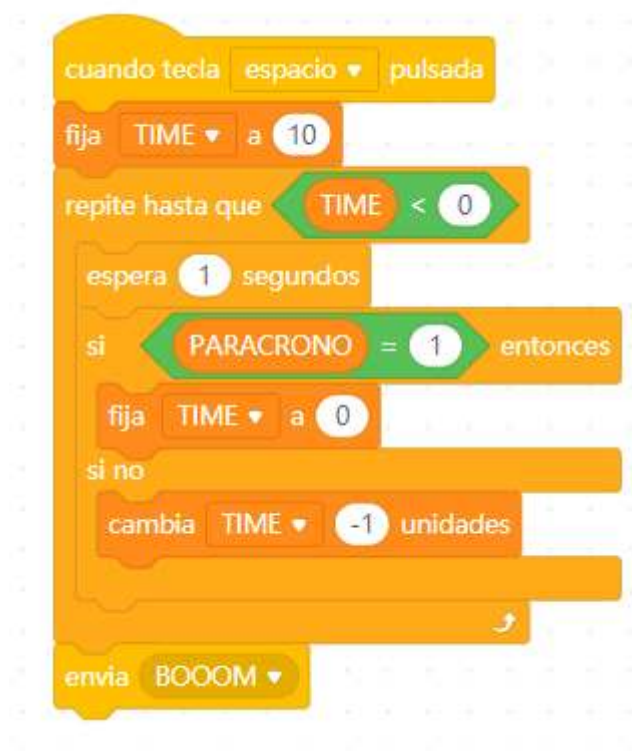 cuando tecla espacio pulsada
fija TIME a 10
repite hasta que TIME < 0
espera 1 segundos
si PARACRONO = 1 entonces
fija TIME a 0
si no
cambia TIME -1 unidades
envia BOOOM